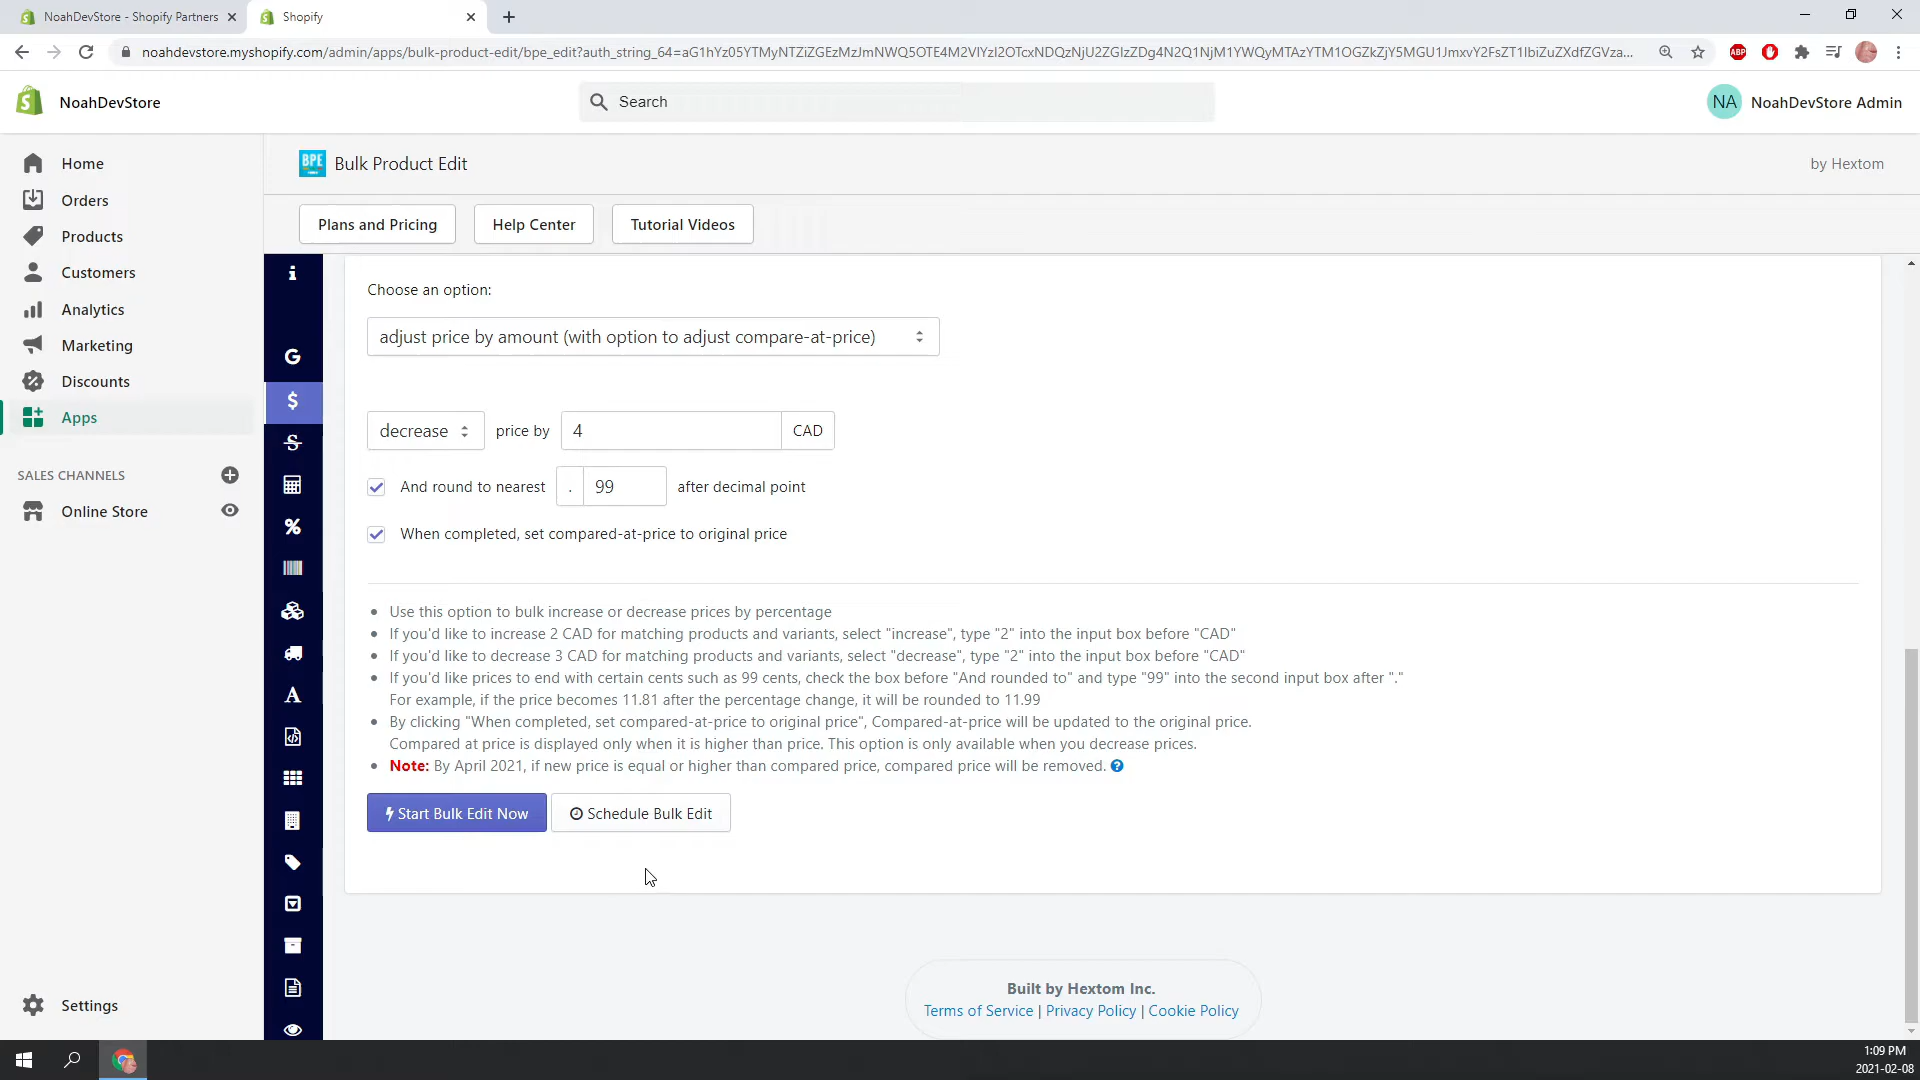 NoahDevStore - Shopify Partners
Shopify
noahdevstore.myshopify.com/admin/apps/bulk-product-edit/bpe_edit?auth_string_64=
ABP
NoahDevStore
Search
NA
NoahDevStore Admin
Home
Orders
Products
Customers
Analytics
Marketing
Discounts
Apps
SALES CHANNELS
Online Store
Settings
BPE
Bulk Product Edit
by Hextom
Plans and Pricing
Help Center
Tutorial Videos
Choose an option:
adjust price by amount (with option to adjust compare-at-price)
decrease price by 4 CAD
And round to nearest . 99 after decimal point
When completed, set compared-at-price to original price
• Use this option to bulk increase or decrease prices by percentage
• If you'd like to increase 2 CAD for matching products and variants, select "increase", type "2" into the input box before "CAD"
• If you'd like to decrease 3 CAD for matching products and variants, select "decrease", type "2" into the input box before "CAD"
• If you'd like prices to end with certain cents such as 99 cents, check the box before "And rounded to" and type "99" into the second input box after "."
For example, if the price becomes 11.81 after the percentage change, it will be rounded to 11.99
• By clicking "When completed, set compared-at-price to original price", Compared-at-price will be updated to the original price.
Compared at price is displayed only when it is higher than price. This option is only available when you decrease prices.
• Note: By April 2021, if new price is equal or higher than compared price, compared price will be removed.
Start Bulk Edit Now
Schedule Bulk Edit
Built by Hextom Inc.
Terms of Service | Privacy Policy | Cookie Policy
1:09 PM
2021-02-08